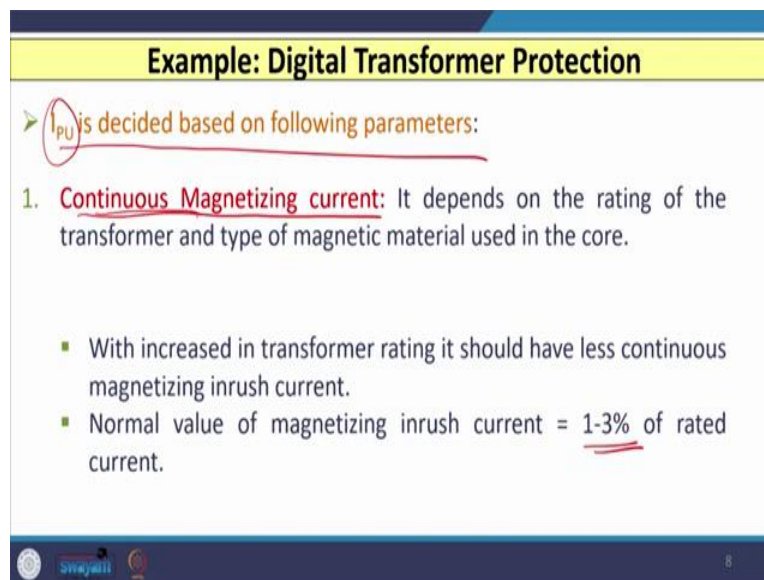 Example: Digital Transformer Protection
➤ IPU is decided based on following parameters:
1. Continuous Magnetizing current: It depends on the rating of the
transformer and type of magnetic material used in the core.
▪ With increased in transformer rating it should have less continuous
magnetizing inrush current.
▪ Normal value of magnetizing inrush current = 1-3% of rated
current.
swayam
8